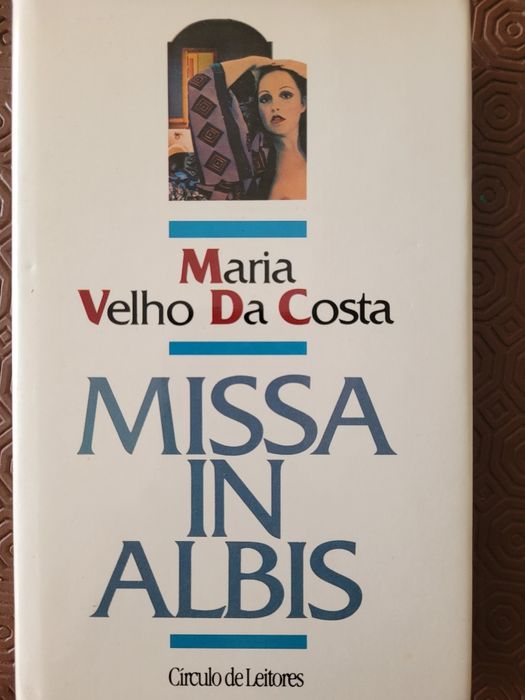 Maria
Velho Da Costa
MISSA
IN
ALBIS
Círculo de Leitores